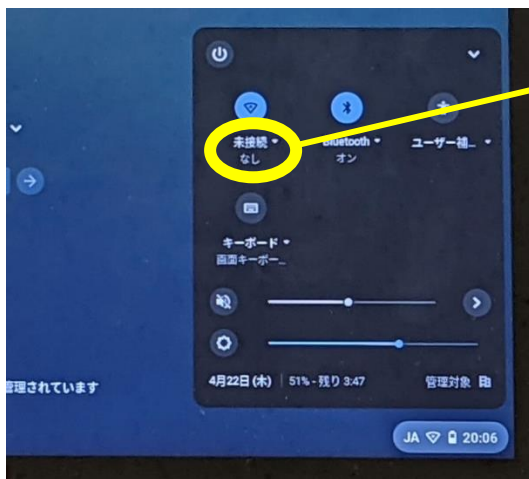 未接続
なし
Bluetooth
オン
ユーザー補...
キーボード
画面キーボー...
管理されています
4月22日 (木) | 51% - 残り 3:47
管理対象
JA 20:06